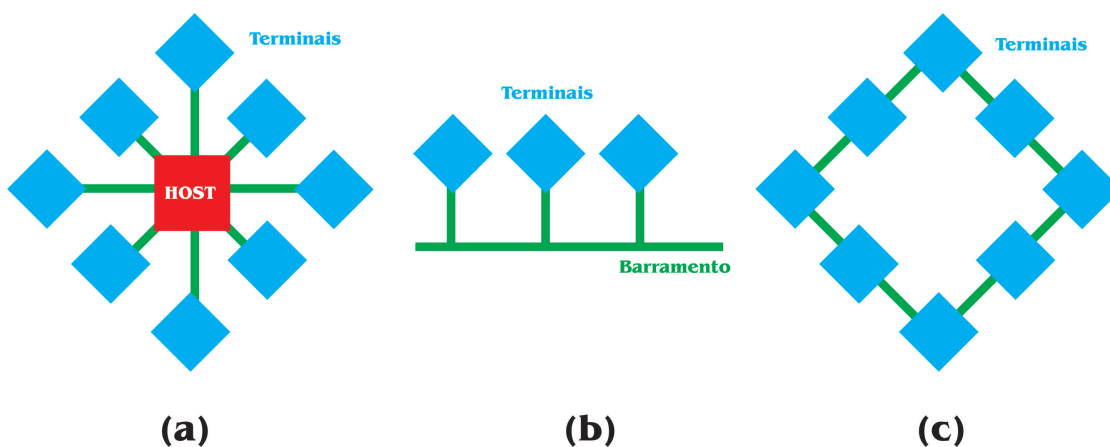 Terminais
HOST
(a)
Terminais
Barramento
(b)
Terminais
(c)